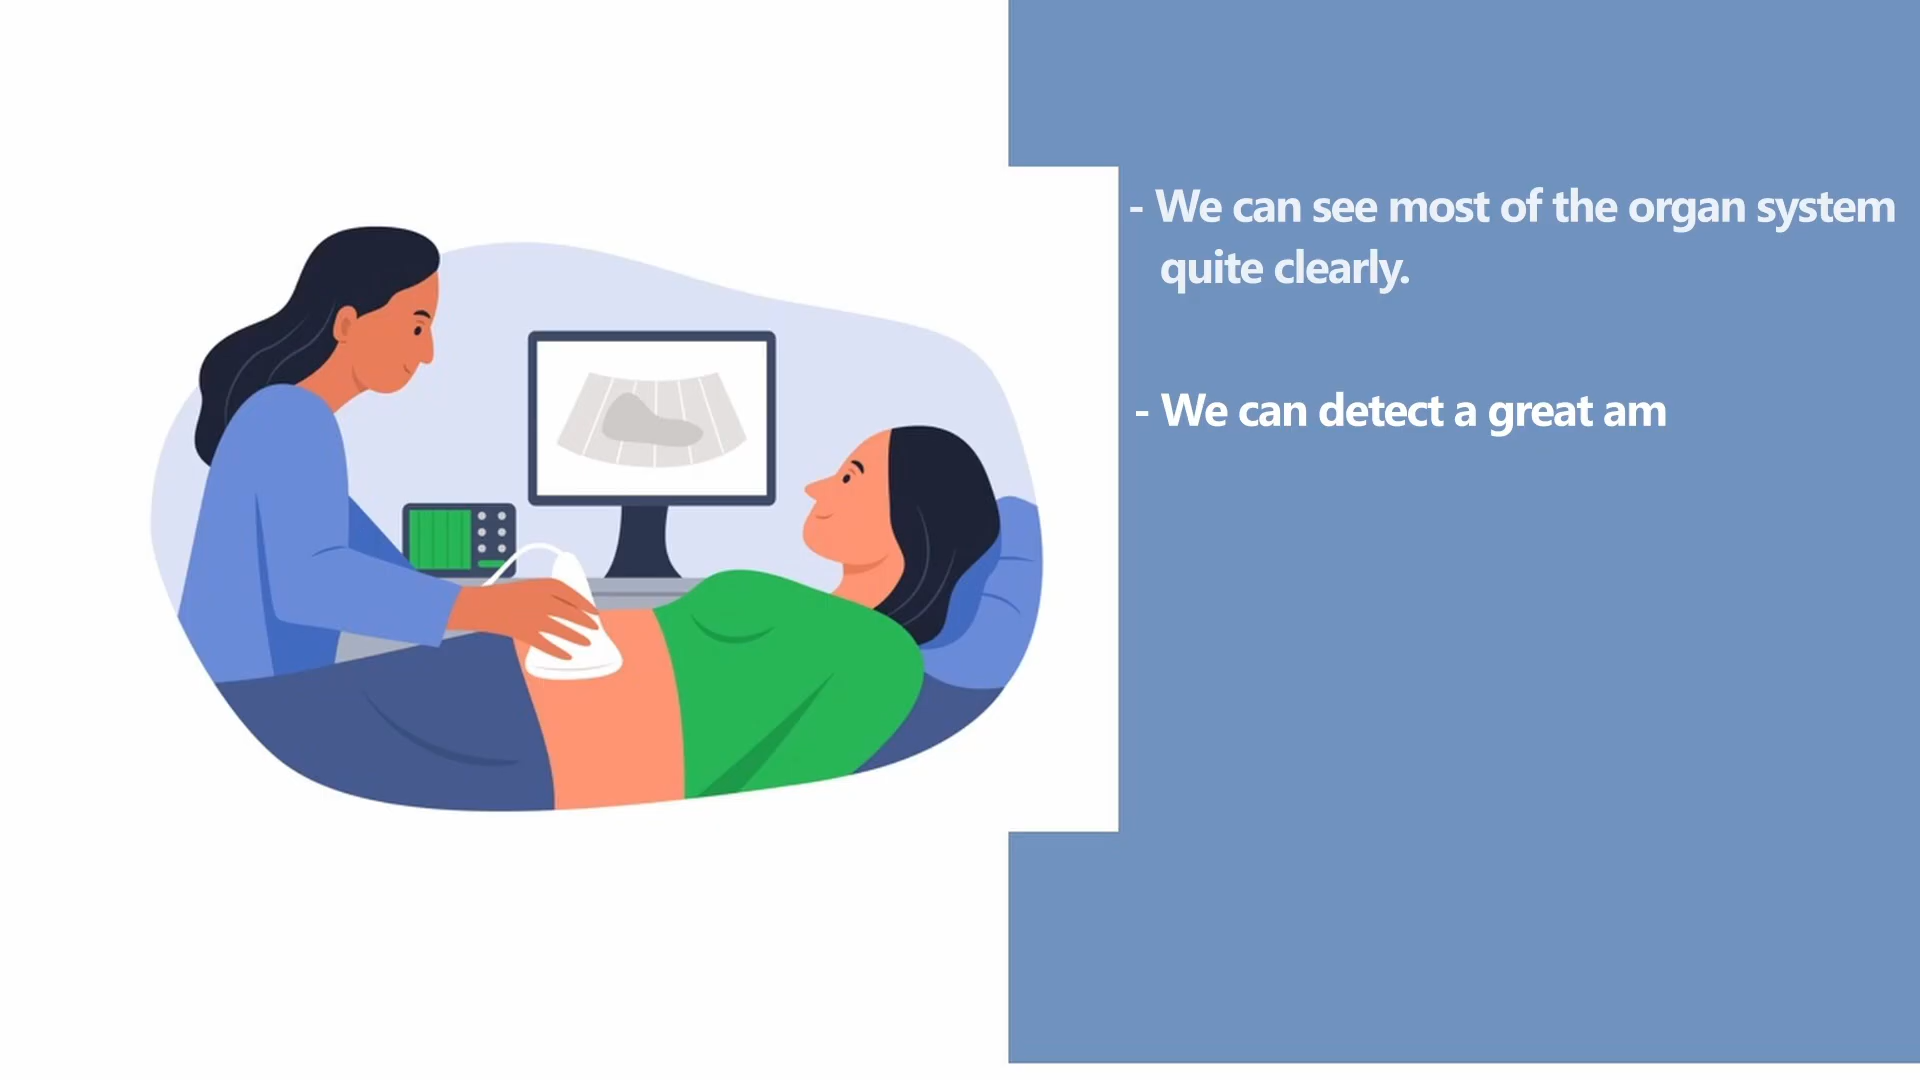 - We can see most of the organ system
quite clearly.
- We can detect a great am